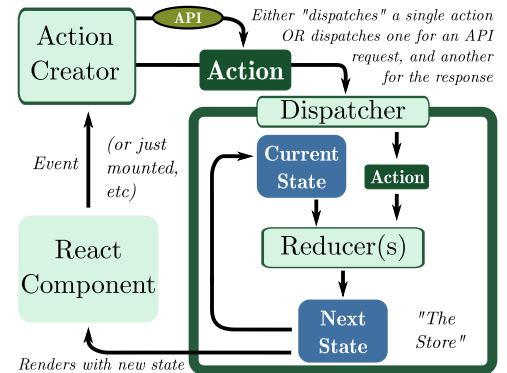 API
Action
Creator
Either "dispatches" a single action
OR dispatches one for an API
request, and another
for the response
Action
Dispatcher
Event
(or just
mounted,
etc)
Current
State
Action
React
Component
Reducer(s)
Next
State
"The
Store"
Renders with new state